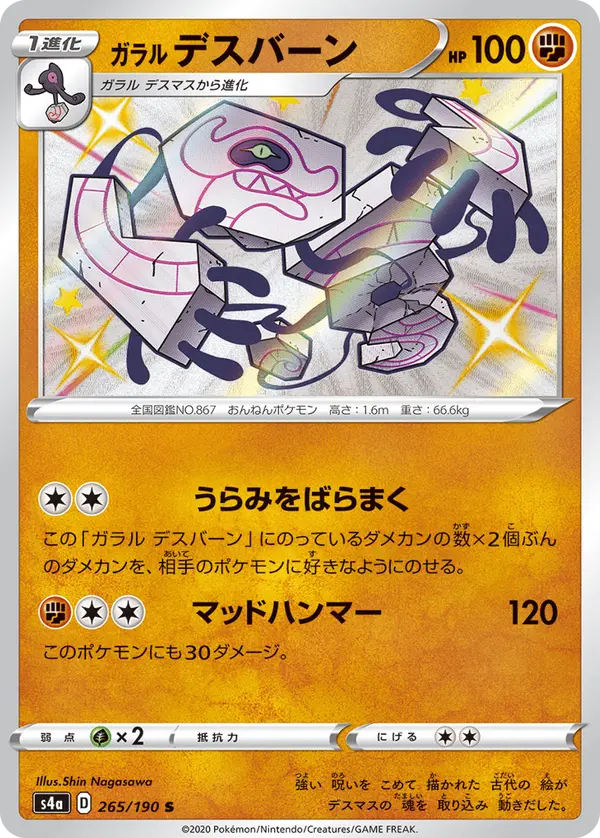 1進化
ガラル デスバーン
HP 100
ガラル デスマスから進化
全国図鑑NO.867 おんねんポケモン 高さ：1.6m 重さ：66.6kg
うらみをばらまく
この「ガラル デスバーン」にのっているダメカンの数×2個ぶん
のダメカンを、相手のポケモンに好きなようにのせる。
マッドハンマー 120
このポケモンにも30ダメージ。
弱点 ×2 抵抗力 にげる
Illus.Shin Nagasawa
s4a D 265/190 S
強い 呪いを こめて 描かれた 古代の 絵が
デスマスの 魂を 取り込み 動きだした。
©2020 Pokémon/Nintendo/Creatures/GAME FREAK.